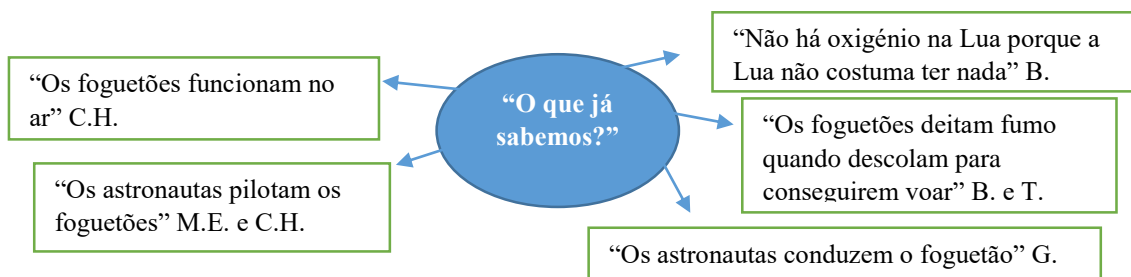 “Não há oxigénio na Lua porque a
Lua não costuma ter nada” B.
“Os foguetões funcionam no
ar” C.H.
“O que já
sabemos?”
“Os foguetões deitam fumo
quando descolam para
conseguirem voar” B. e T.
“Os astronautas pilotam os
foguetões” M.E. e C.H.
“Os astronautas conduzem o foguetão” G.